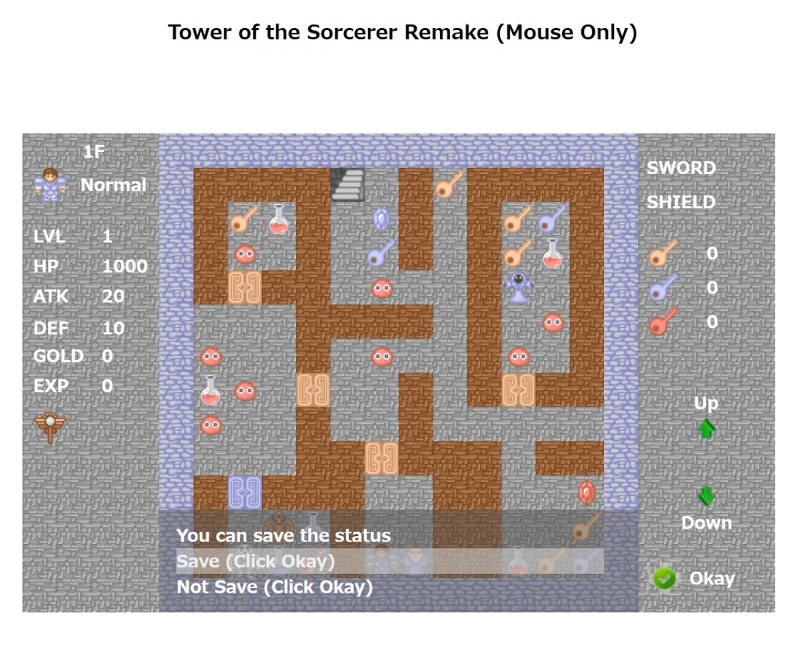 Tower of the Sorcerer Remake (Mouse Only)
1F
Normal
LVL 1
HP 1000
ATK 20
DEF 10
GOLD 0
EXP 0
SWORD
SHIELD
0
0
0
Up
Down
Okay
You can save the status
Save (Click Okay)
Not Save (Click Okay)